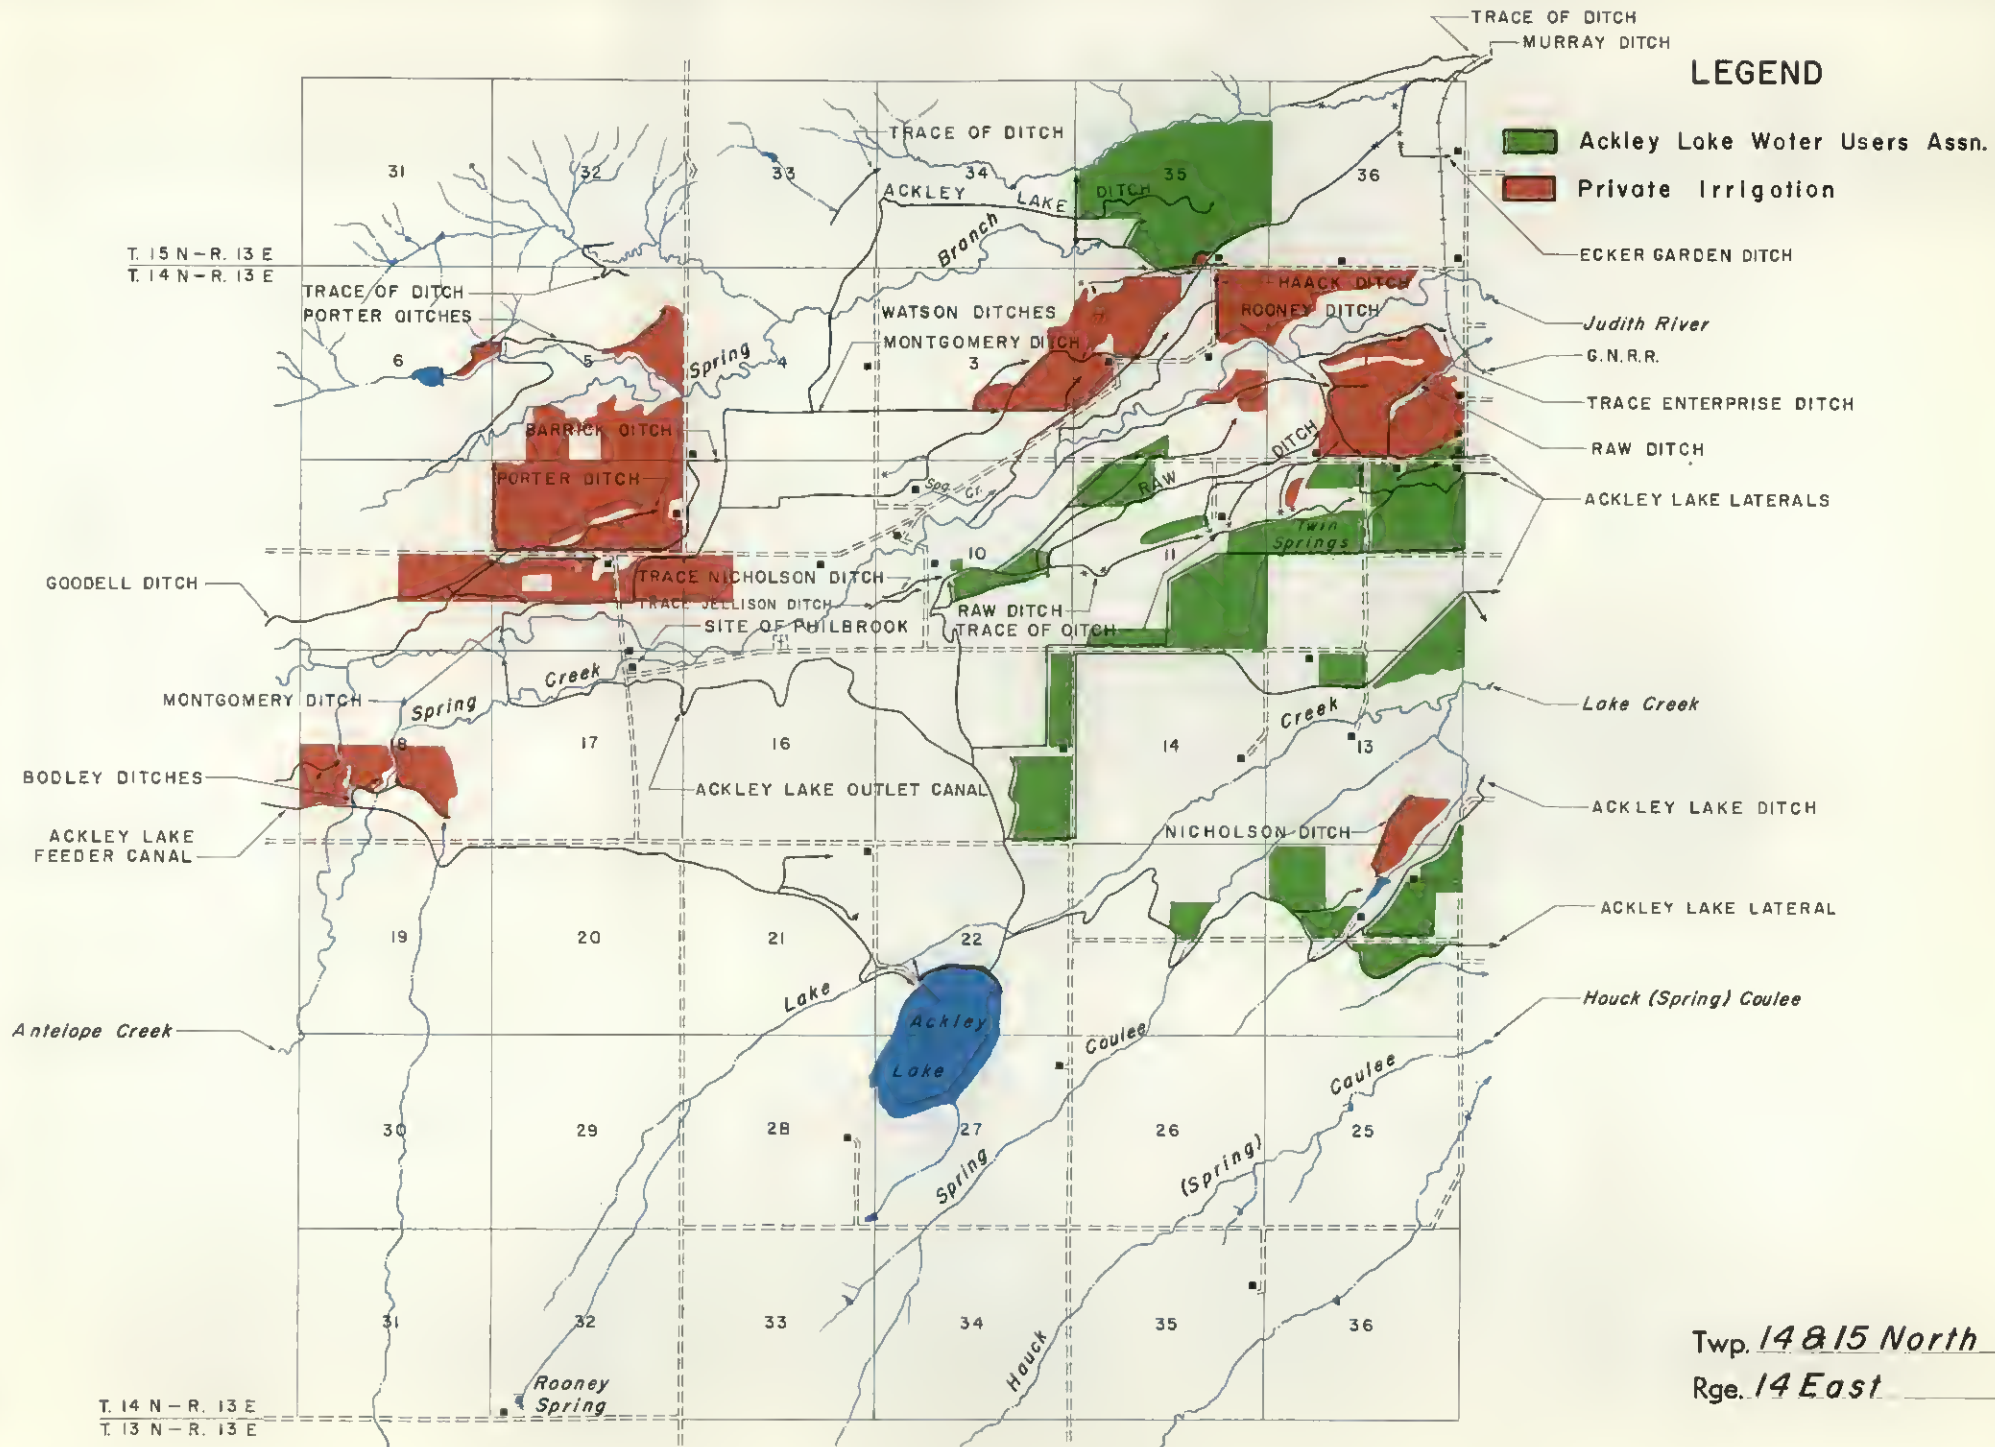 TRACE OF DITCH
MURRAY DITCH
LEGEND
Ackley Lake Water Users Assn.
Private Irrigation
TRACE OF DITCH
31
32
33
34
35
36
ACKLEY LAKE DITCH
Branch
ECKER GARDEN DITCH
T. 15 N – R. 13 E
T. 14 N – R. 13 E
TRACE OF DITCH
PORTER DITCHES
WATSON DITCHES
MONTGOMERY DITCH
HAACK DITCH
ROONEY DITCH
Judith River
G.N.R.R.
6
5
Spring
4
3
1
TRACE ENTERPRISE DITCH
BARRICK DITCH
RAW DITCH
RAW DITCH
PORTER DITCH
Spg. Cr.
ACKLEY LAKE LATERALS
Twin
Springs
10
11
GOODELL DITCH
TRACE NICHOLSON DITCH
TRACE JELLISON DITCH
RAW DITCH
SITE OF PHILBROOK
TRACE OF DITCH
MONTGOMERY DITCH
Spring Creek
Creek
Lake Creek
18
17
16
14
13
BODLEY DITCHES
ACKLEY LAKE OUTLET CANAL
ACKLEY LAKE DITCH
ACKLEY LAKE
FEEDER CANAL
NICHOLSON DITCH
ACKLEY LAKE LATERAL
19
20
21
22
Lake
Houck (Spring) Coulee
Antelope Creek
Ackley
Lake
Coulee
Coulee
30
29
28
27
26
25
Spring
(Spring)
31
32
33
34
35
36
Hauck
Rooney
Spring
T. 14 N – R. 13 E
T. 13 N – R. 13 E
Twp. 14 & 15 North
Rge. 14 East